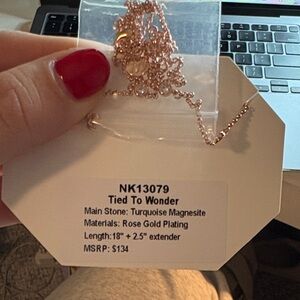 NK13079
Tied To Wonder
Main Stone: Turquoise Magnesite
Materials: Rose Gold Plating
Length:18" + 2.5" extender
MSRP: $134